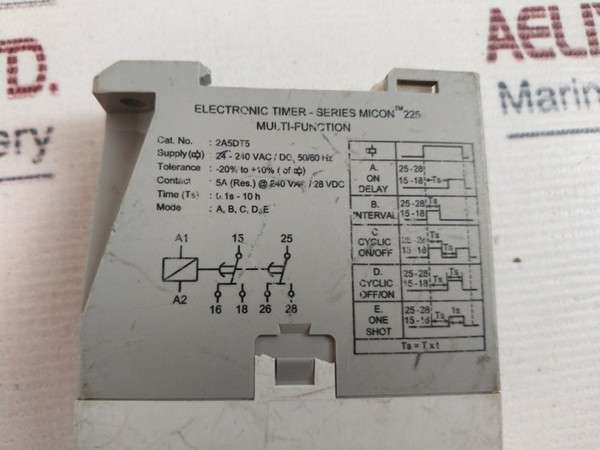 AELI
Marin
D.
ery
ELECTRONIC TIMER - SERIES MICON™ 225
MULTI-FUNCTION
Cat. No. : 2A5DT5
Supply(ф) : 24 - 240 VAC / DC, 50/60 Hz
Tolerance : -20% to +10% ( of ф)
Contact : 5A (Res.) @ 240 VAC / 28 VDC
Time (Ts) : 0.1s - 10 h
Mode : A, B, C, D, E
A1 15 25
A2 16 18 26 28
ф
A. ON DELAY 25-28 15-18 Ts
B. INTERVAL 25-28 15-18 Ts
C. CYCLIC ON/OFF 25-28 15-18 Ts
D. CYCLIC OFF/ON 25-28 15-18 Ts
E. ONE SHOT 25-28 15-18 Ts
Ts = T x t